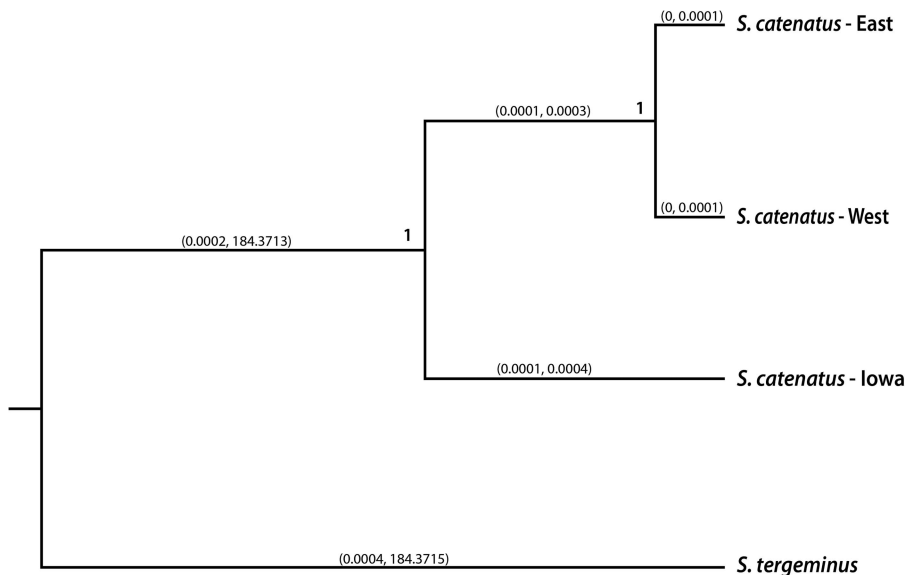 (0, 0.0001)
S. catenatus - East
(0.0001, 0.0003)
1
(0, 0.0001)
S. catenatus - West
(0.0002, 184.3713)
1
(0.0001, 0.0004)
S. catenatus - Iowa
(0.0004, 184.3715)
S. tergeminus